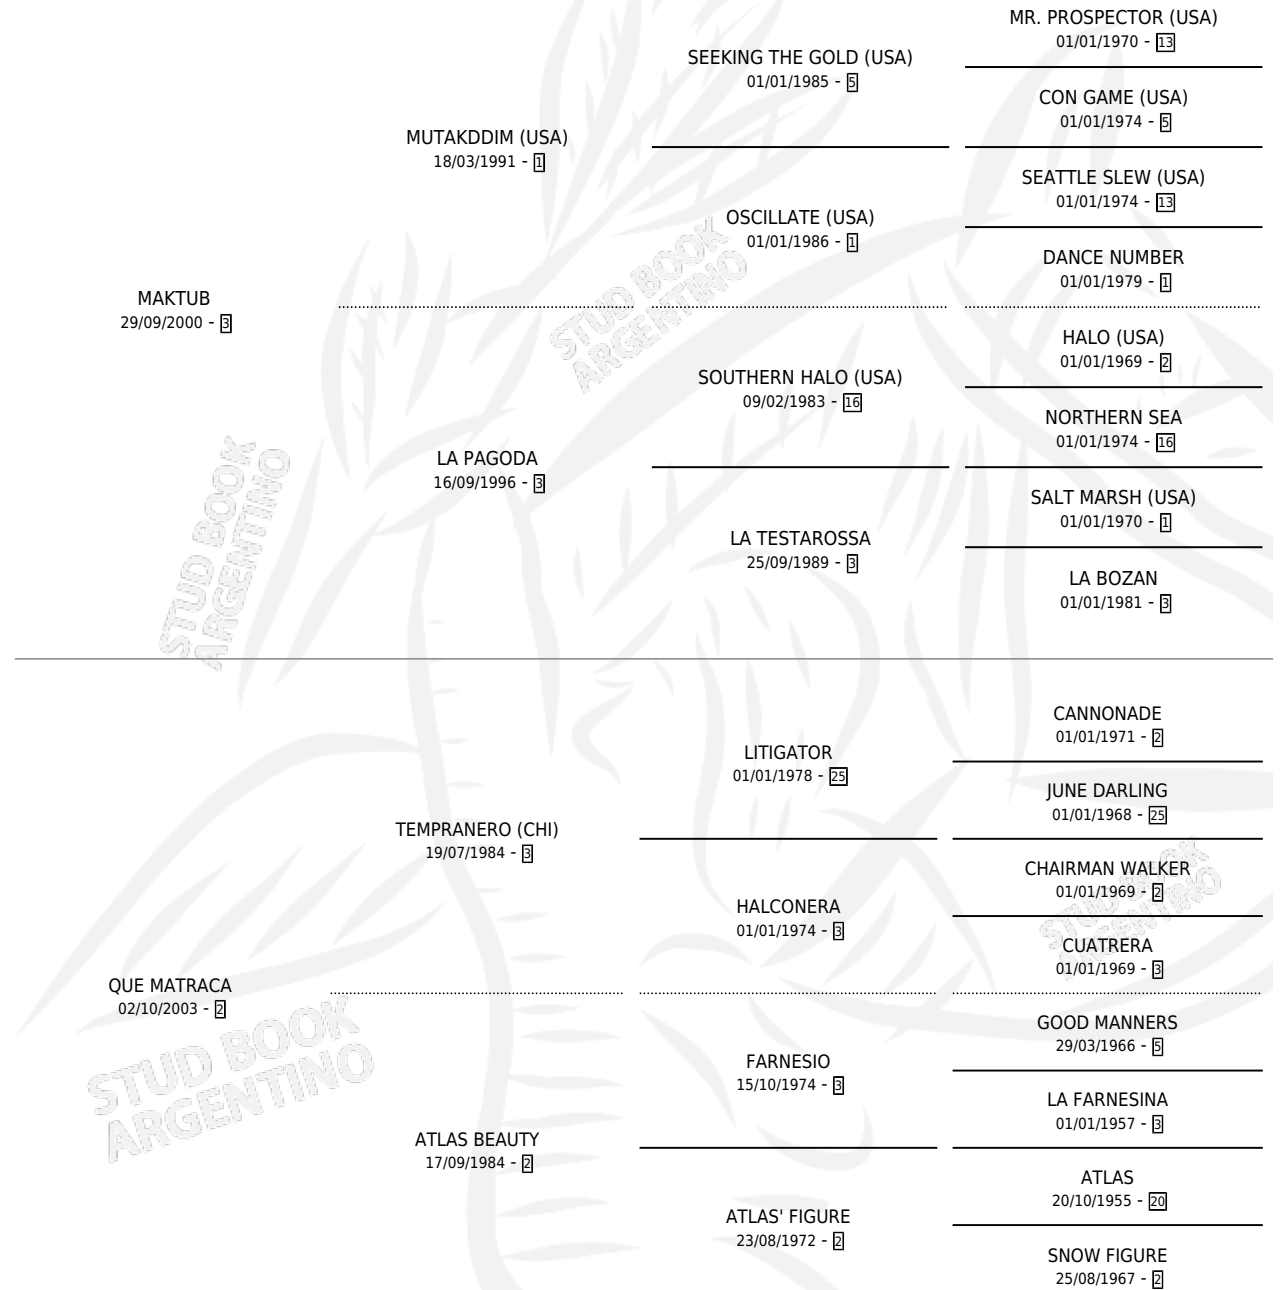 MR. PROSPECTOR (USA)
01/01/1970 - 13
SEEKING THE GOLD (USA)
01/01/1985 - 5
CON GAME (USA)
01/01/1974 - 5
MUTAKDDIM (USA)
18/03/1991 - 1
SEATTLE SLEW (USA)
01/01/1974 - 13
OSCILLATE (USA)
01/01/1986 - 1
DANCE NUMBER
01/01/1979 - 1
MAKTUB
29/09/2000 - 3
HALO (USA)
01/01/1969 - 2
SOUTHERN HALO (USA)
09/02/1983 - 16
NORTHERN SEA
01/01/1974 - 16
LA PAGODA
16/09/1996 - 3
SALT MARSH (USA)
01/01/1970 - 1
LA TESTAROSSA
25/09/1989 - 3
LA BOZAN
01/01/1981 - 3
CANNONADE
01/01/1971 - 2
LITIGATOR
01/01/1978 - 25
JUNE DARLING
01/01/1968 - 25
TEMPRANERO (CHI)
19/07/1984 - 3
CHAIRMAN WALKER
01/01/1969 - 2
HALCONERA
01/01/1974 - 3
CUATRERA
01/01/1969 - 3
QUE MATRACA
02/10/2003 - 2
GOOD MANNERS
29/03/1966 - 5
FARNESIO
15/10/1974 - 3
LA FARNESINA
01/01/1957 - 3
ATLAS BEAUTY
17/09/1984 - 2
ATLAS
20/10/1955 - 20
ATLAS' FIGURE
23/08/1972 - 2
SNOW FIGURE
25/08/1967 - 2
STUD BOOK
ARGENTINO
STUD BOOK
ARGENTINO
STUD BOOK
ARGENTINO
STUD BOOK
ARGENTINO